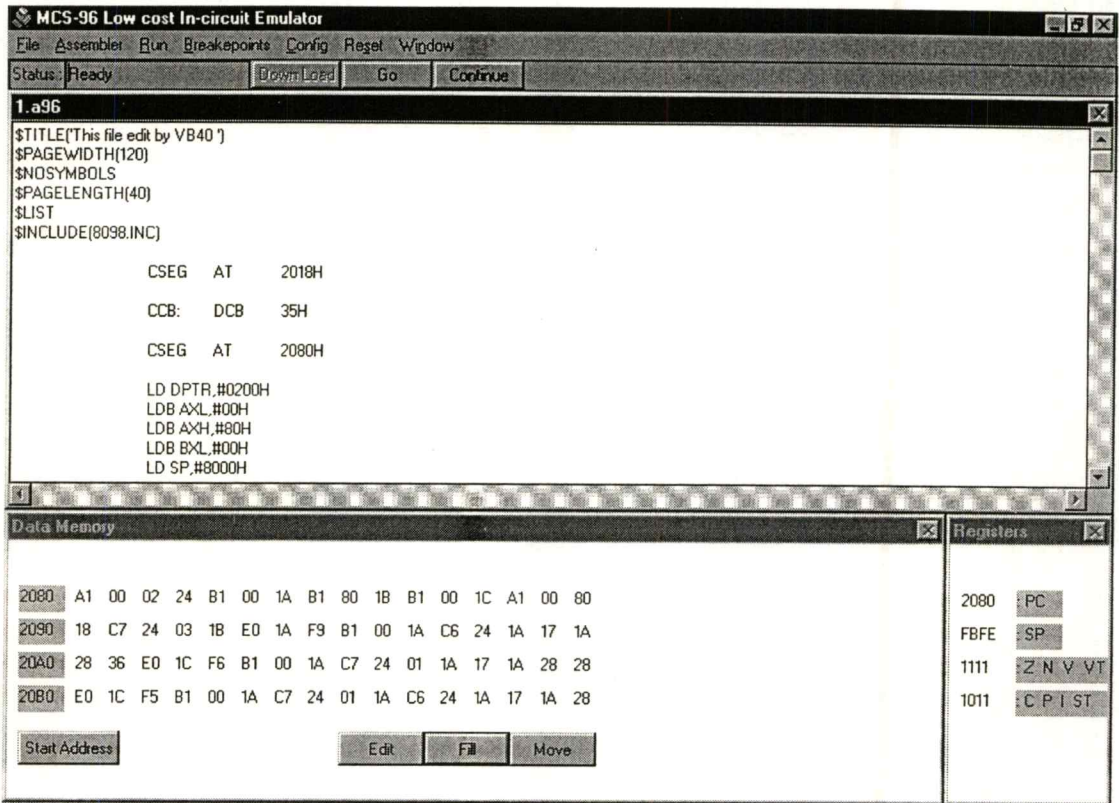 MCS-96 Low cost In-circuit Emulator
File Assembler Run Breakepoints Config Reset Window
Status: Ready Down Load Go Continue
1.a96
$TITLE('This file edit by VB40 ')
$PAGEWIDTH(120)
$NOSYMBOLS
$PAGELENGTH(40)
$LIST
$INCLUDE(8098.INC)
CSEG AT 2018H
CCB: DCB 35H
CSEG AT 2080H
LD DPTR,#0200H
LDB AXL,#00H
LDB AXH,#80H
LDB BXL,#00H
LD SP,#8000H
Data Memory
2080 A1 00 02 24 B1 00 1A B1 80 1B B1 00 1C A1 00 80
2090 18 C7 24 03 1B E0 1A F9 B1 00 1A C6 24 1A 17 1A
20A0 28 36 E0 1C F6 B1 00 1A C7 24 01 1A 17 1A 28 28
20B0 E0 1C F5 B1 00 1A C7 24 01 1A C6 24 1A 17 1A 28
Start Address Edit Fill Move
Registers
2080 : PC
FBFE : SP
1111 : Z N V VT
1011 : C P I ST